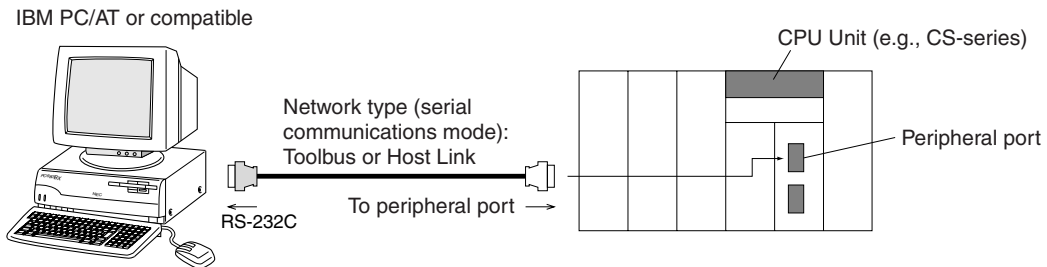 IBM PC/AT or compatible
CPU Unit (e.g., CS-series)
Network type (serial
communications mode):
Toolbus or Host Link
Peripheral port
RS-232C
To peripheral port